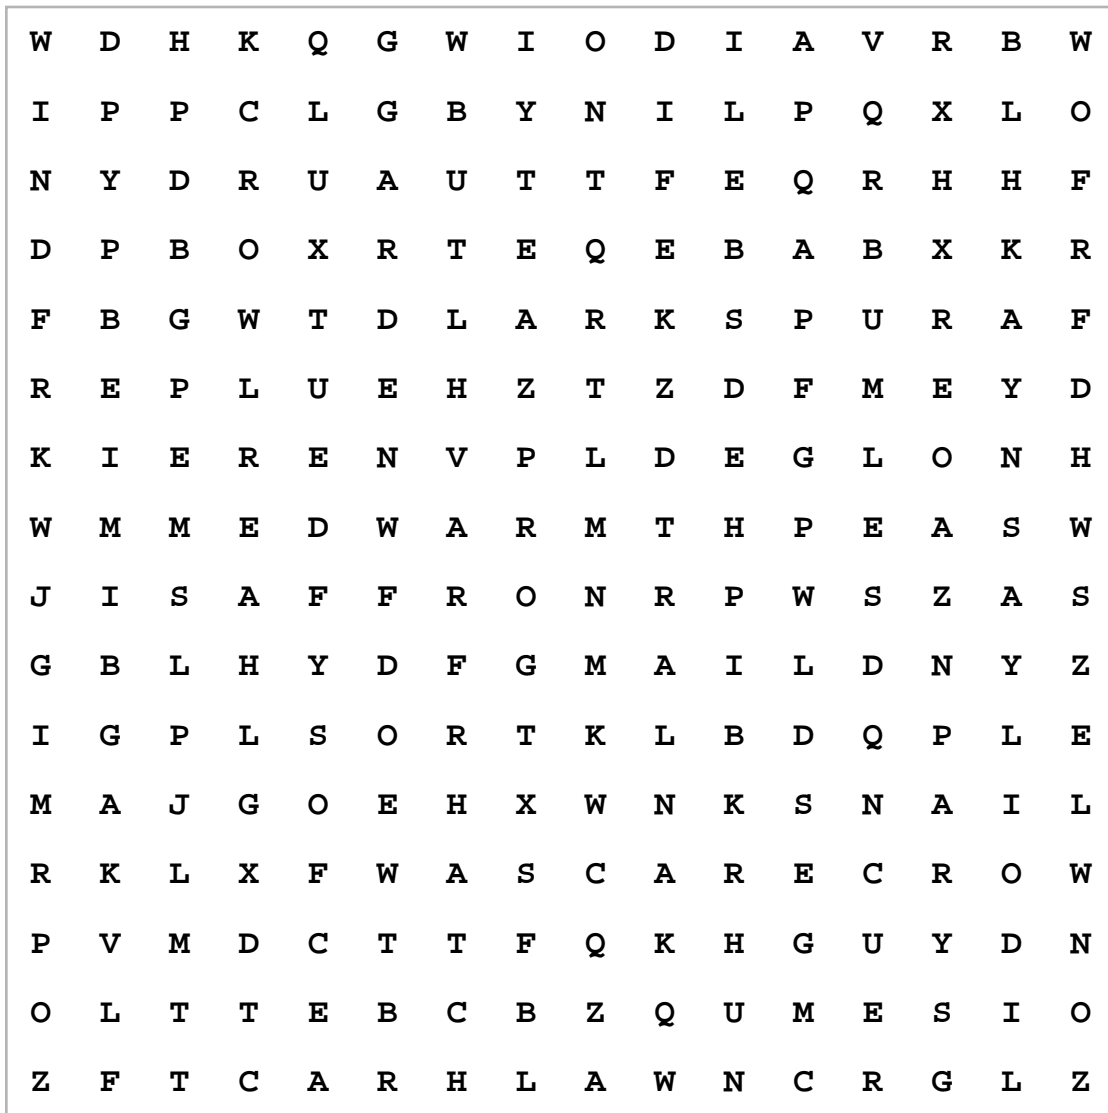 W D H K Q G W I O D I A V R B W
I P P C L G B Y N I L P Q X L O
N Y D R U A U T T F E Q R H H F
D P B O X R T E Q E B A B X K R
F B G W T D L A R K S P U R A F
R E P L U E H Z T Z D F M E Y D
K I E R E N V P L D E G L O N H
W M M E D W A R M T H P E A S W
J I S A F F R O N R P W S Z A S
G B L H Y D F G M A I L D N Y Z
I G P L S O R T K L B D Q P L E
M A J G O E H X W N K S N A I L
R K L X F W A S C A R E C R O W
P V M D C T T F Q K H G U Y D N
O L T T E B C B Z Q U M E S I O
Z F T C A R H L A W N C R G L Z